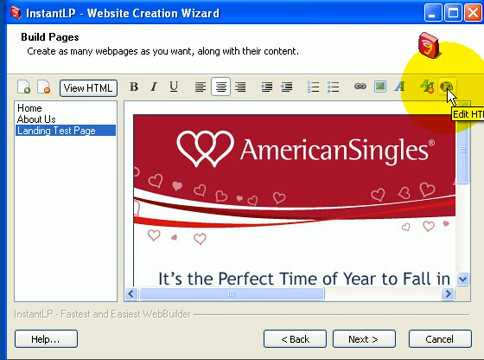 InstantLP - Website Creation Wizard
Build Pages
Create as many webpages as you want, along with their content.
View HTML
B I U
A
Edit HT
Home
About Us
Landing Test Page
AmericanSingles®
It's the Perfect Time of Year to Fall in
InstantLP - Fastest and Easiest WebBuilder
Help...
< Back
Next >
Cancel